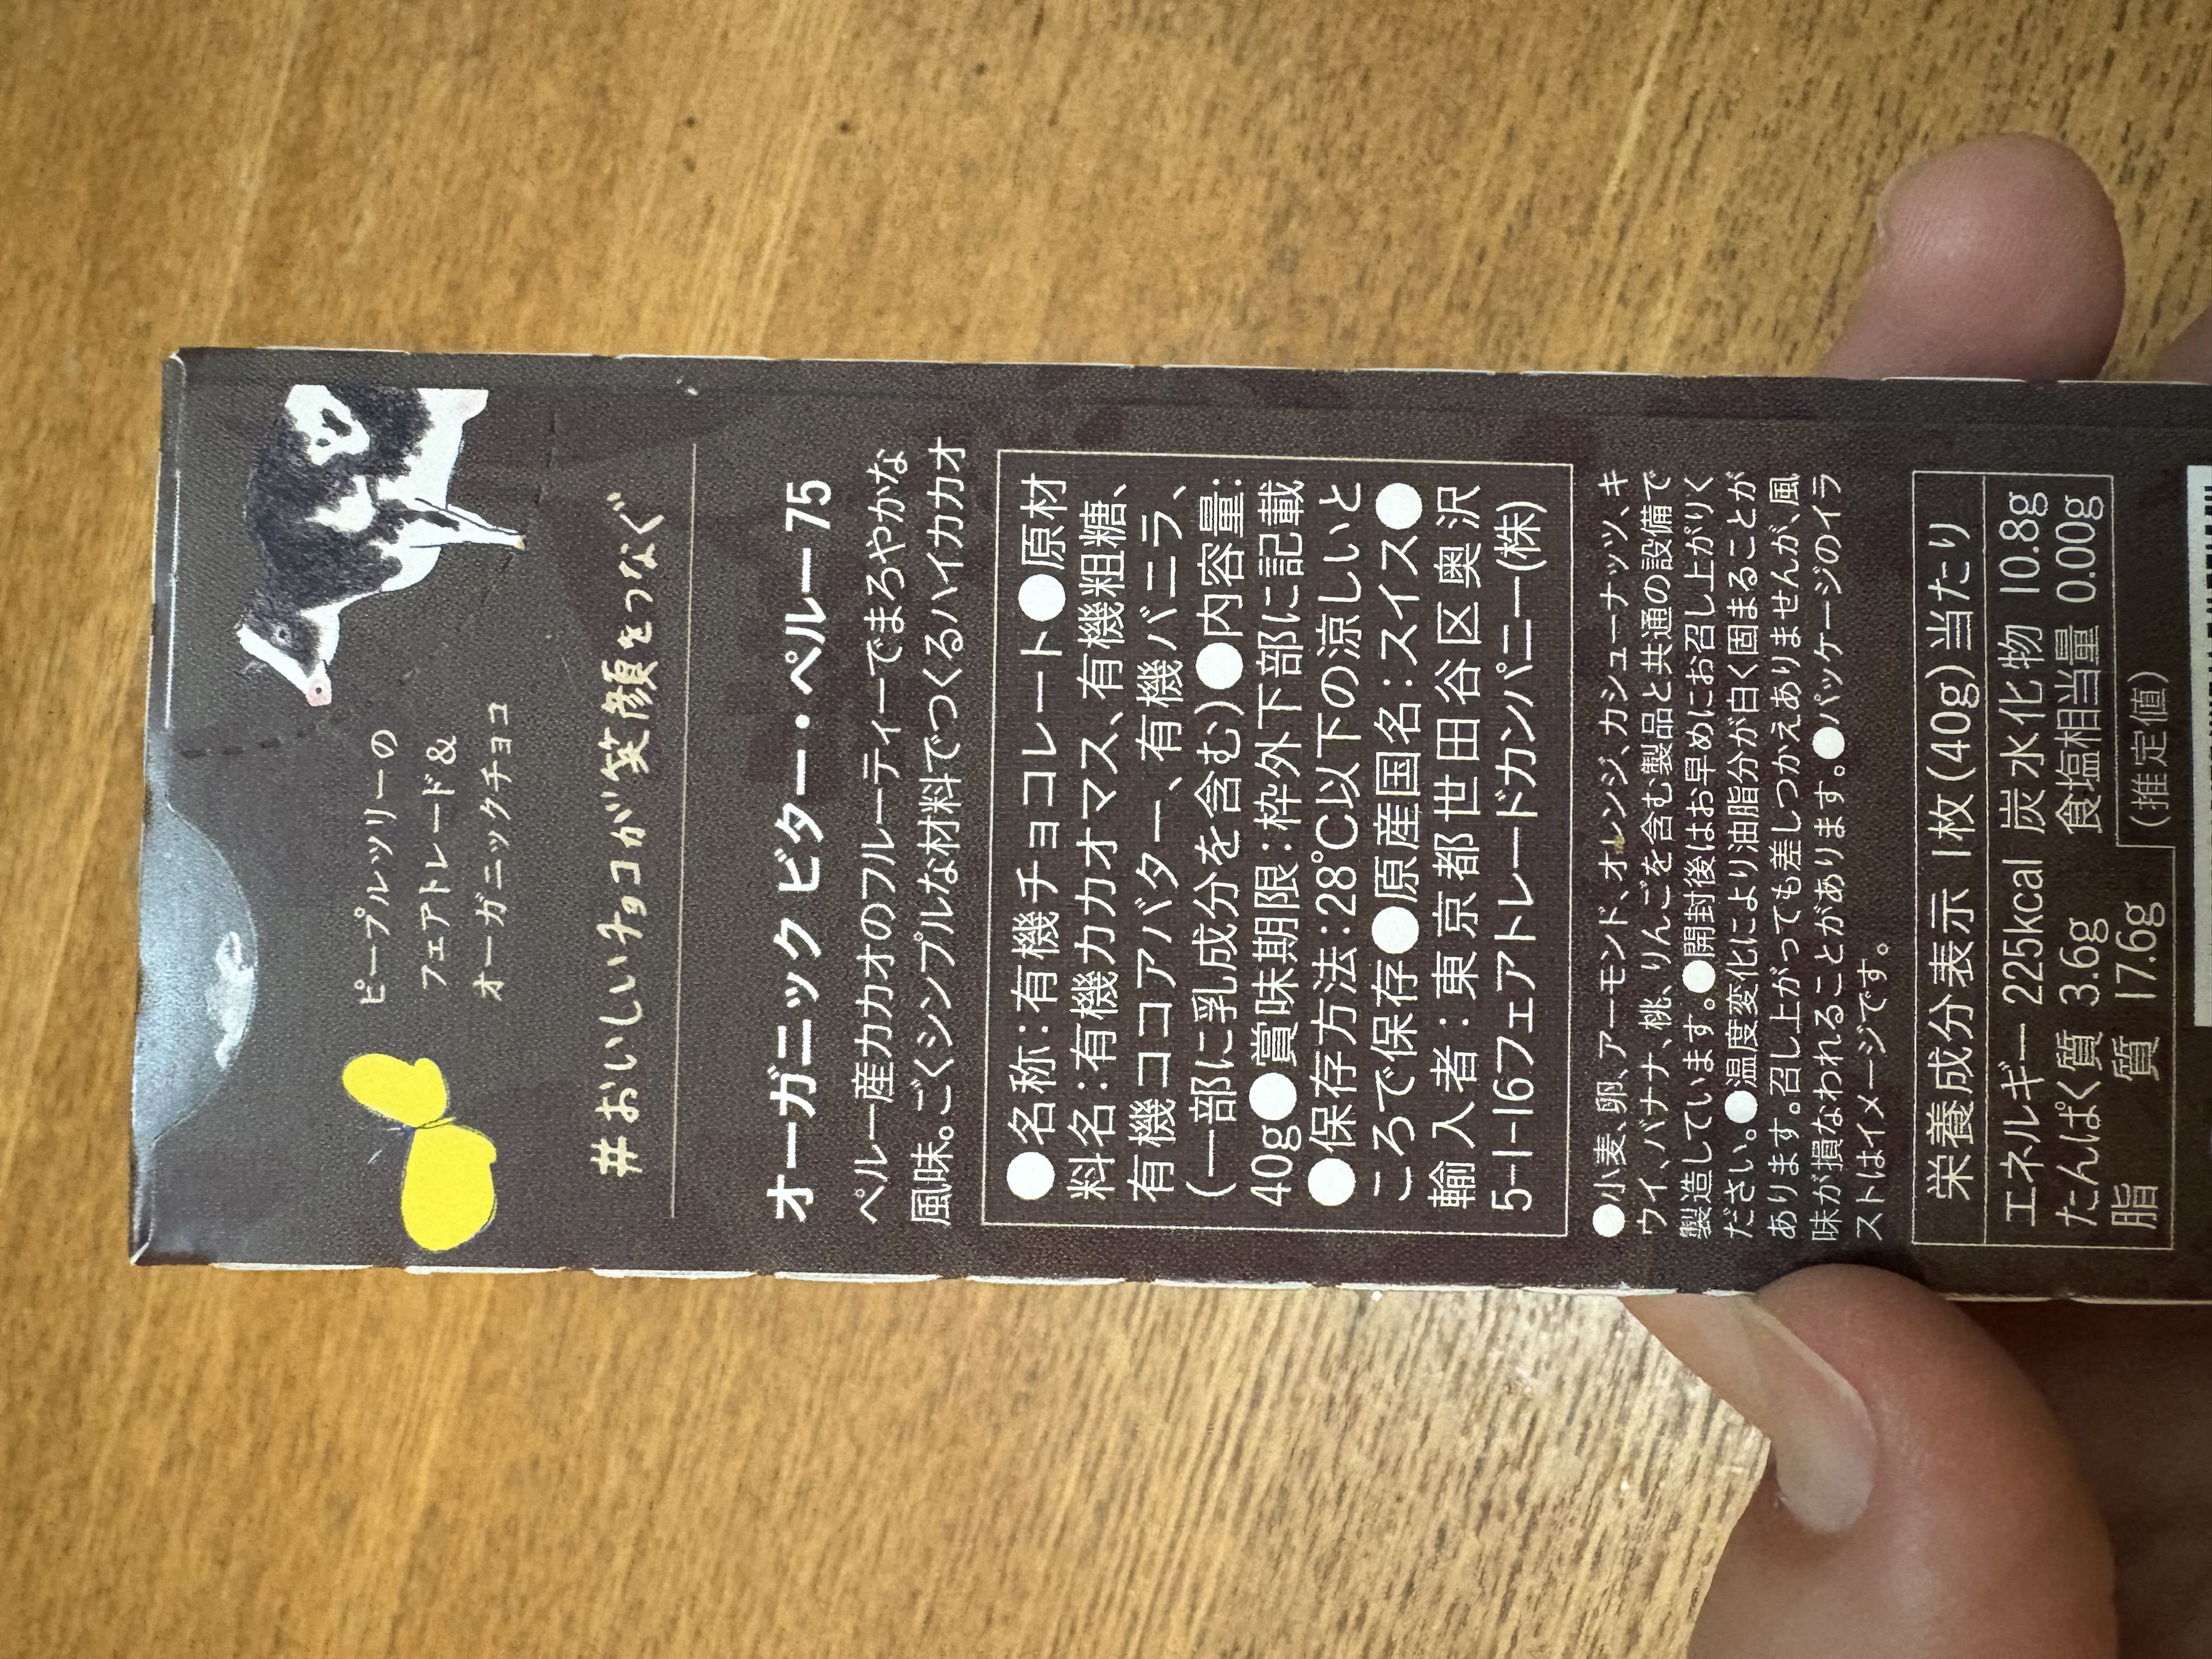 ピープルツリーの
フェアトレード&
オーガニックチョコ
#おいしいチョコが笑顔をつなぐ
オーガニック ビター・ペルー 75
ペルー産カカオのフルーティーでまろやかな
風味。ごくシンプルな材料でつくるハイカカオ
●名称:有機チョコレート●原材
料名:有機カカオマス、有機粗糖、
有機ココアバター、有機バニラ、
(一部に乳成分を含む)●内容量:
40g●賞味期限:枠外下部に記載
●保存方法:28℃以下の涼しいと
ころで保存●原産国名:スイス●
輸入者:東京都世田谷区奥沢
5-1-16フェアトレードカンパニー(株)
●小麦、卵、アーモンド、オレンジ、カシューナッツ、キ
ウイ、バナナ、桃、りんごを含む製品と共通の設備で
製造しています。●開封後はお早めにお召し上がりく
ださい。●温度変化により油脂分が白く固まることが
あります。召し上がっても差しつかえありませんが、風
味が損なわれることがあります。●パッケージのイラ
ストはイメージです。
栄養成分表示 1枚(40g)当たり
エネルギー 225kcal 炭水化物 10.8g
たんぱく質 3.6g 食塩相当量 0.00g
脂質 17.6g (推定値)